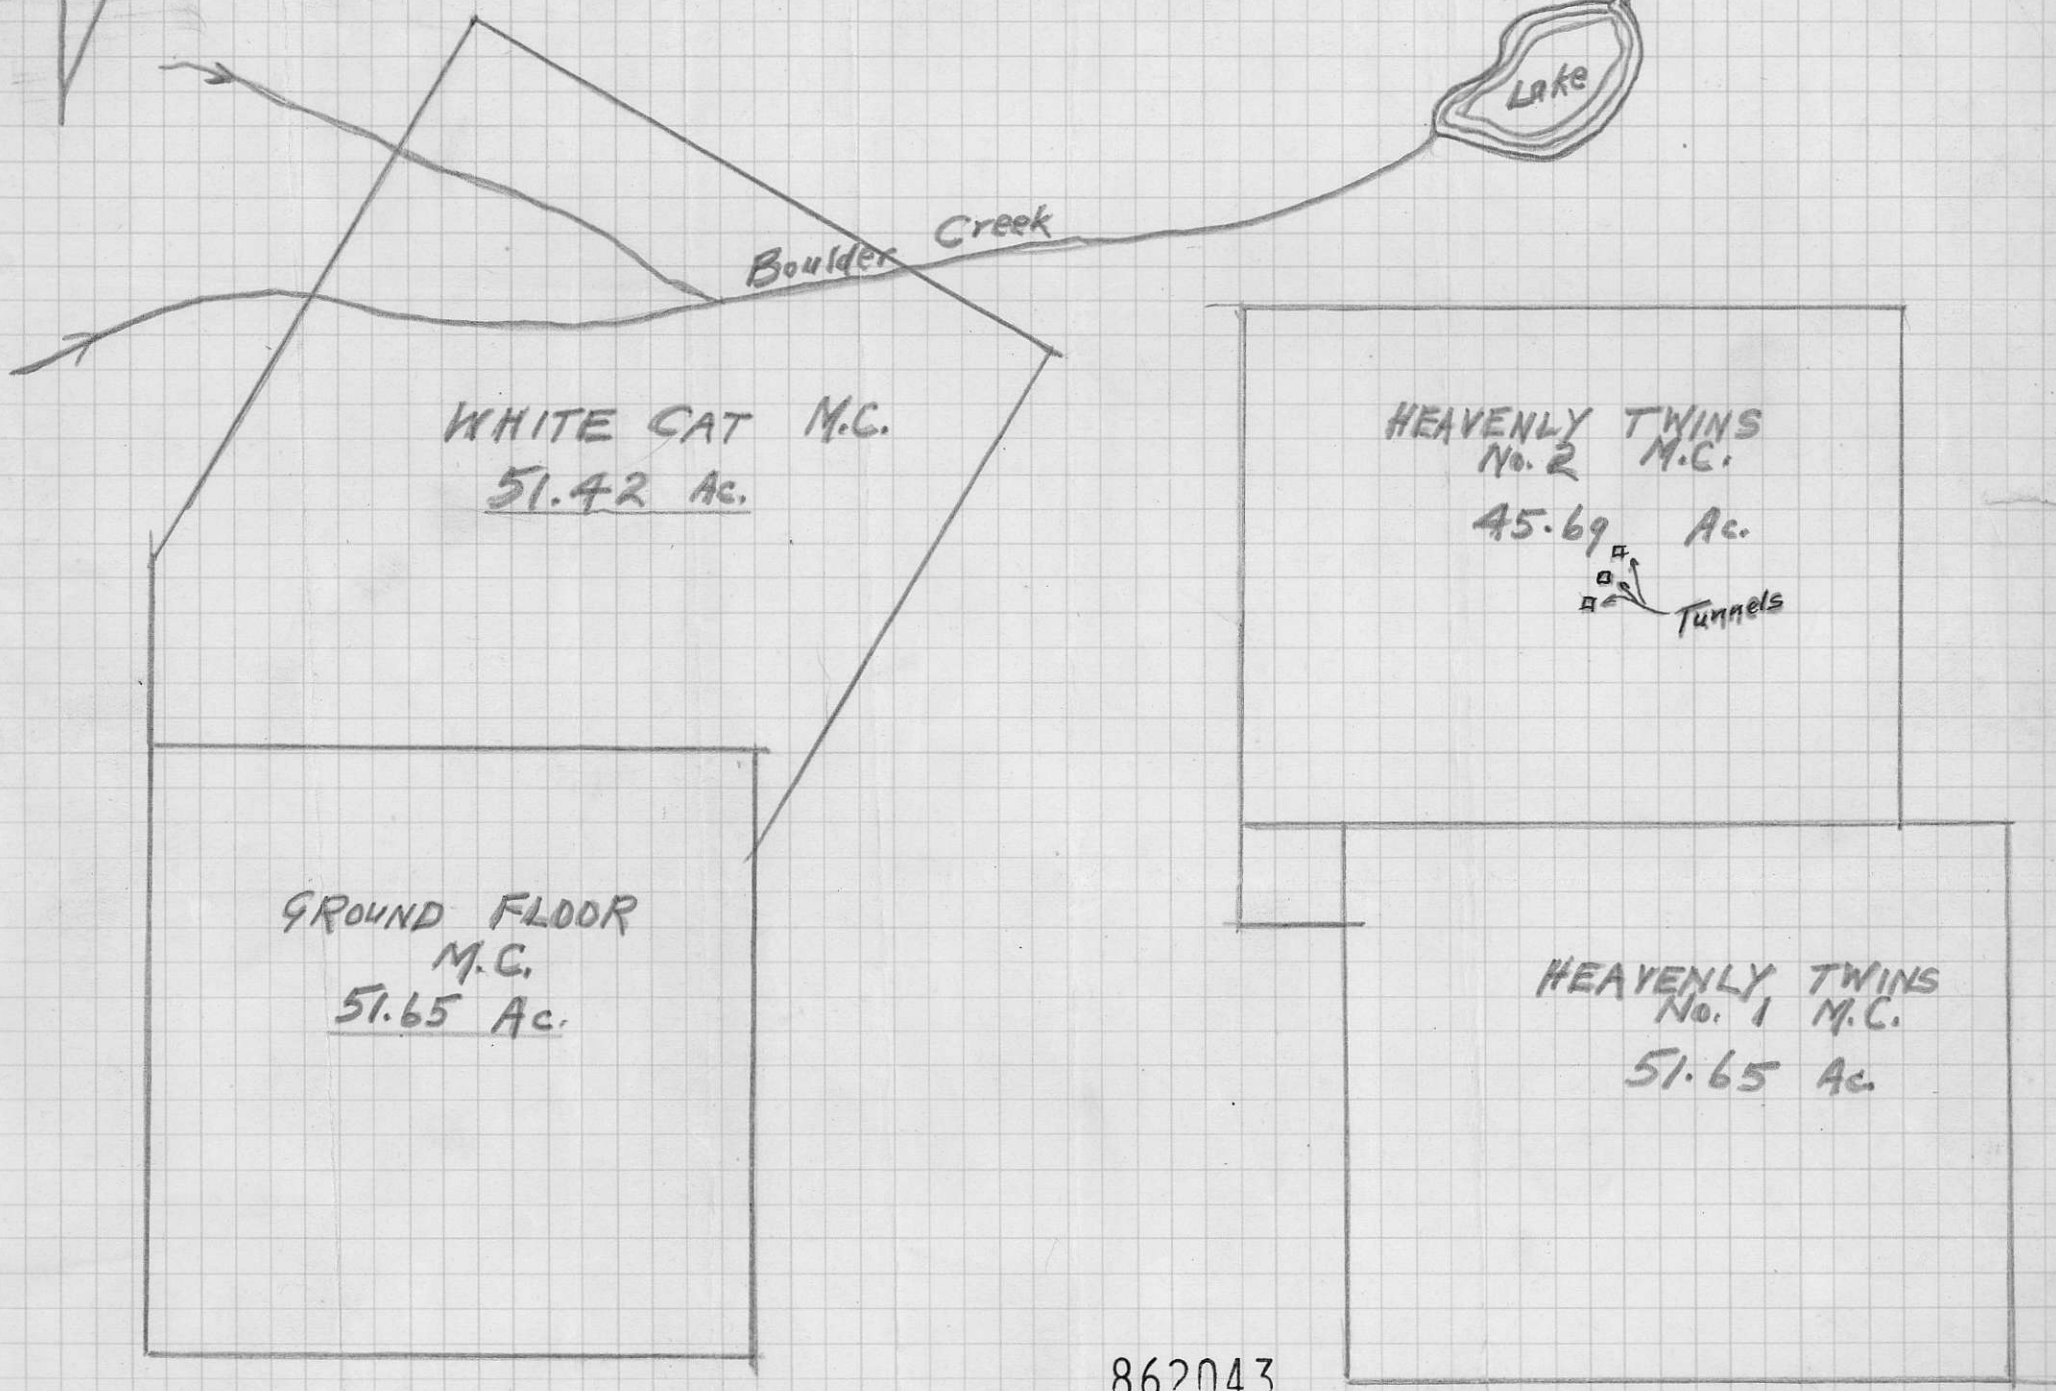 Lake
Boulder Creek
WHITE CAT M.C.
51.42 Ac.
HEAVENLY TWINS
No. 2 M.C.
45.69 Ac.
Tunnels
GROUND FLOOR
M.C.
51.65 Ac.
HEAVENLY TWINS
No. 1 M.C.
51.65 Ac.
862043